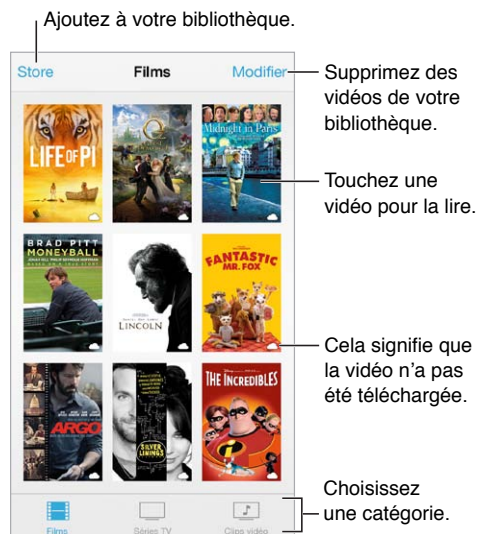 Ajoutez à votre bibliothèque.
Store Films Modifier
Supprimez des
vidéos de votre
bibliothèque.
LIFE OF PI
Midnight in Paris
Touchez une
vidéo pour la lire.
BRAD PITT
MONEYBALL
LINCOLN
FANTASTIC
MR. FOX
Cela signifie que
la vidéo n'a pas
été téléchargée.
ARGO
SILVER
LININGS
THE INCREDIBLES
Choisissez
une catégorie.
Films Séries TV Clips vidéo